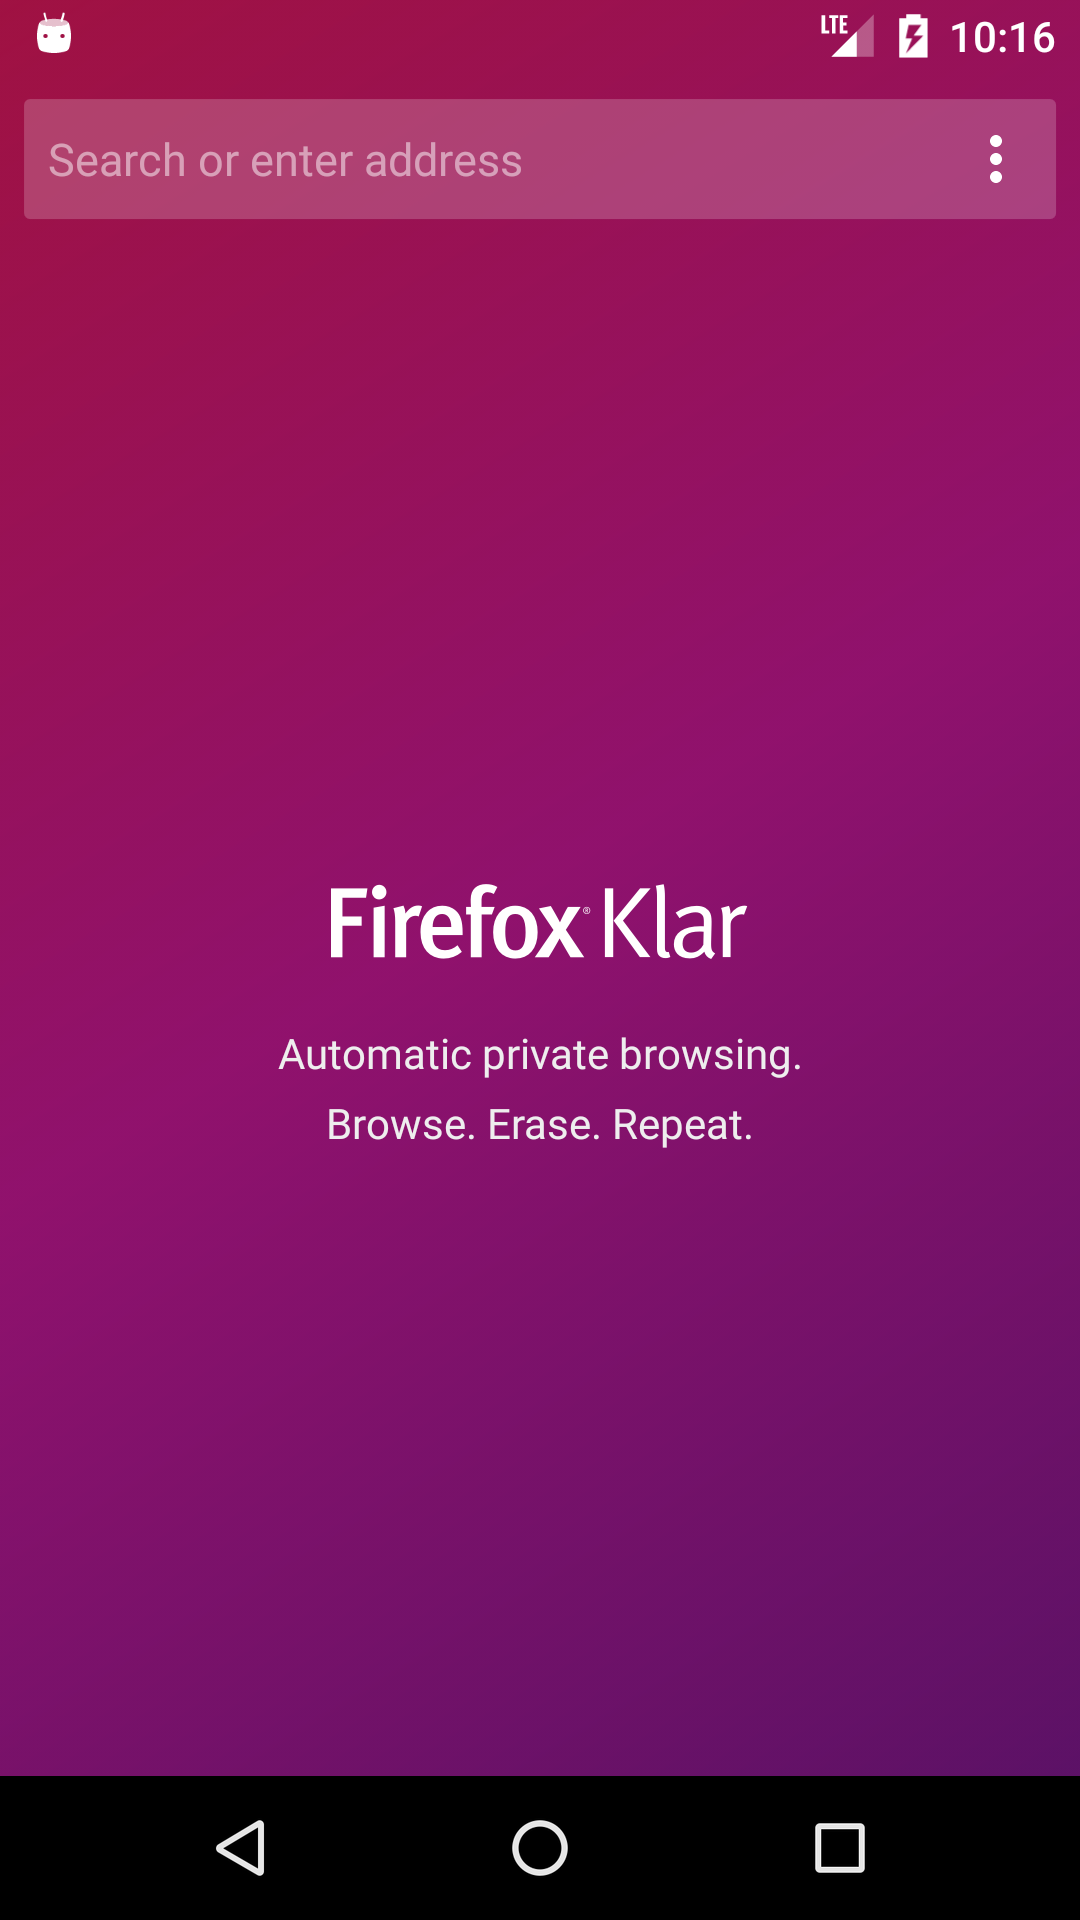 LTE 10:16
Search or enter address
Firefox® Klar
Automatic private browsing.
Browse. Erase. Repeat.